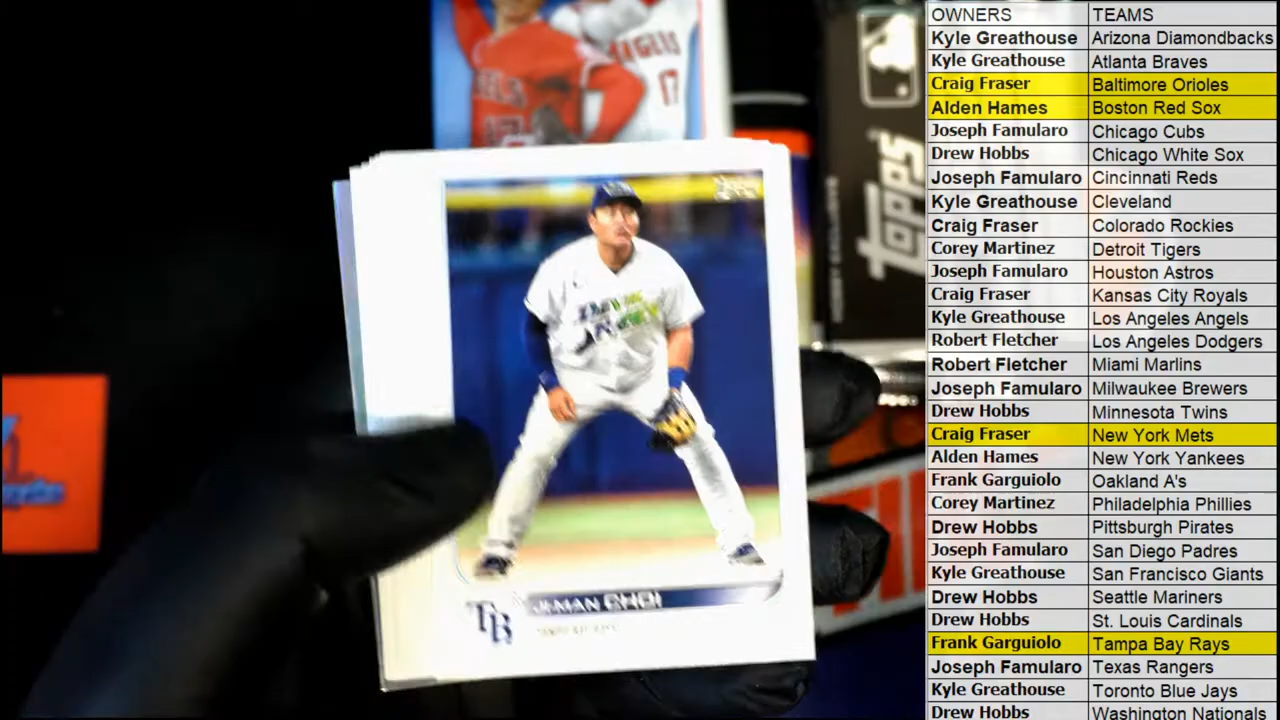 OWNERS TEAMS
Kyle Greathouse Arizona Diamondbacks
Kyle Greathouse Atlanta Braves
Craig Fraser Baltimore Orioles
Alden Hames Boston Red Sox
Joseph Famularo Chicago Cubs
Drew Hobbs Chicago White Sox
Joseph Famularo Cincinnati Reds
Kyle Greathouse Cleveland
Craig Fraser Colorado Rockies
Corey Martinez Detroit Tigers
Joseph Famularo Houston Astros
Craig Fraser Kansas City Royals
Kyle Greathouse Los Angeles Angels
Robert Fletcher Los Angeles Dodgers
Robert Fletcher Miami Marlins
Joseph Famularo Milwaukee Brewers
Drew Hobbs Minnesota Twins
Craig Fraser New York Mets
Alden Hames New York Yankees
Frank Garguiolo Oakland A's
Corey Martinez Philadelphia Phillies
Drew Hobbs Pittsburgh Pirates
Joseph Famularo San Diego Padres
Kyle Greathouse San Francisco Giants
Drew Hobbs Seattle Mariners
Drew Hobbs St. Louis Cardinals
Frank Garguiolo Tampa Bay Rays
Joseph Famularo Texas Rangers
Kyle Greathouse Toronto Blue Jays
Drew Hobbs Washington Nationals
17
topps
TB
CHOI